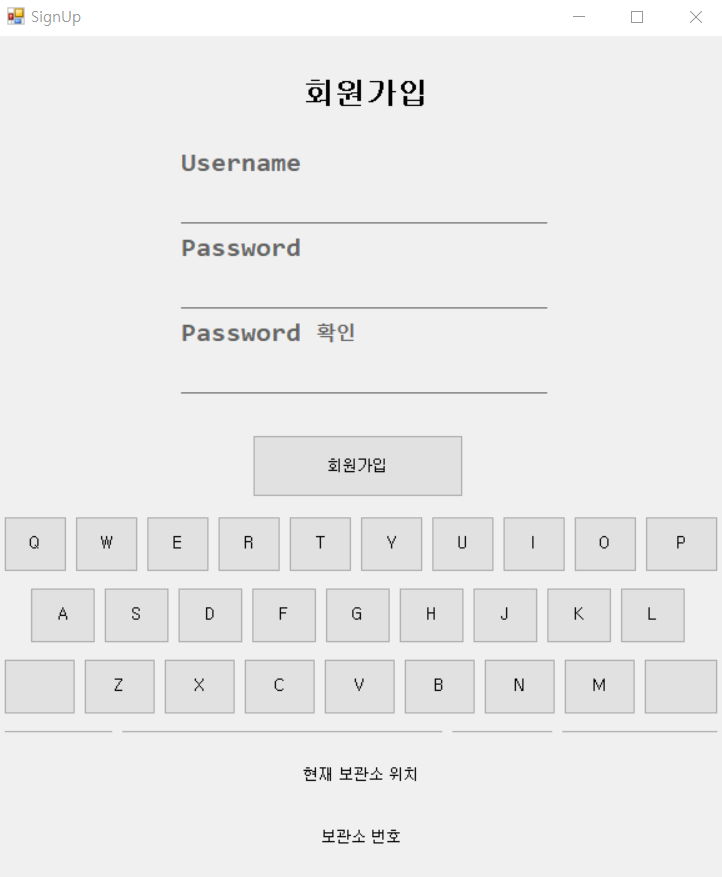 SignUp
회원가입
Username
Password
Password 확인
회원가입
Q W E R T Y U I O P
A S D F G H J K L
Z X C V B N M
현재 보관소 위치
보관소 번호